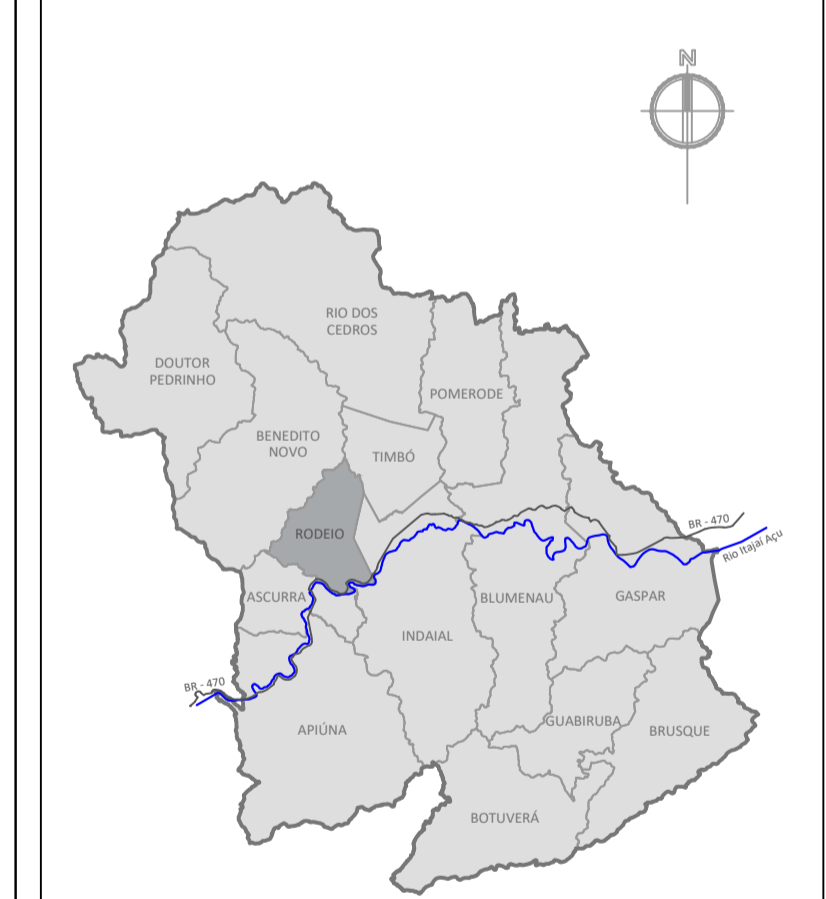 N
RIO DOS
CEDROS
DOUTOR
PEDRINHO
POMERODE
BENEDITO
NOVO
TIMBÓ
BR - 470
RODEIO
Rio Itajaí Açu
ASCURRA
BLUMENAU
GASPAR
INDAIAL
BR - 470
APIÚNA
GUABIRUBA
BRUSQUE
BOTUVERÁ